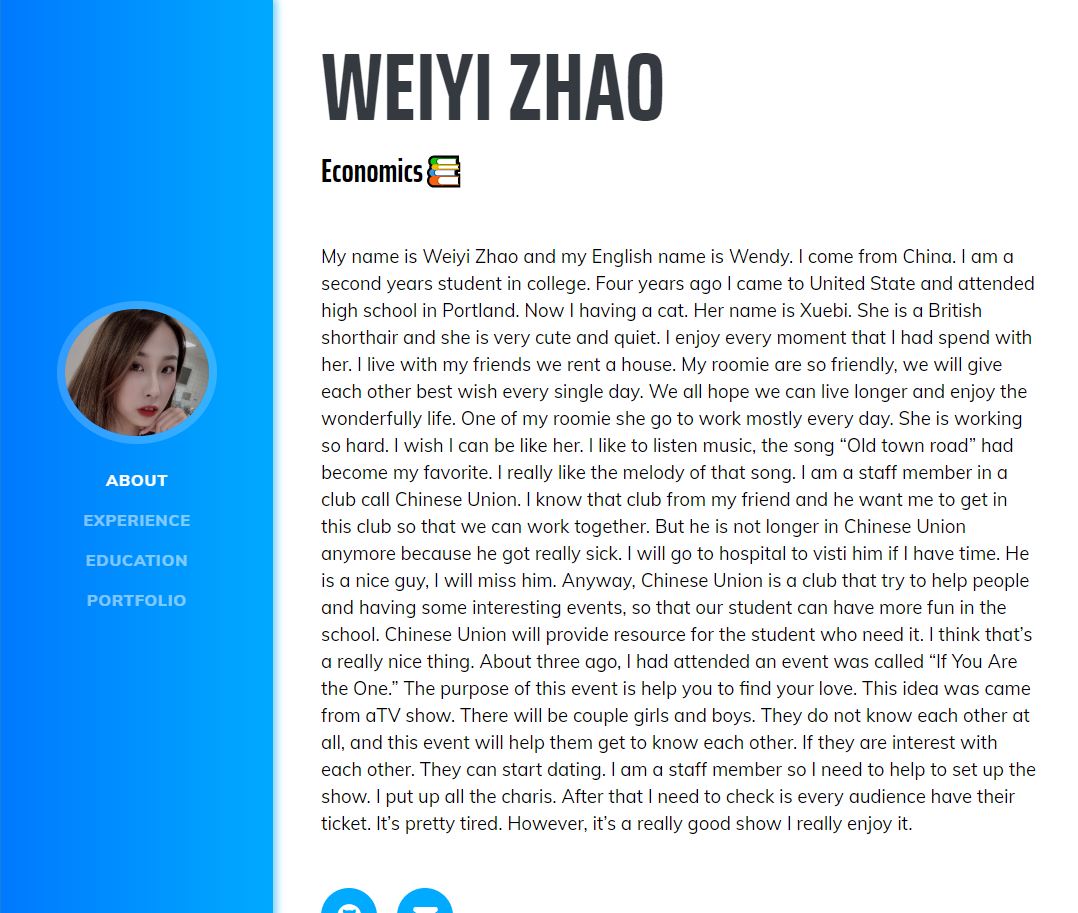 WEIYI ZHAO
Economics
ABOUT
EXPERIENCE
EDUCATION
PORTFOLIO
My name is Weiyi Zhao and my English name is Wendy. I come from China. I am a
second years student in college. Four years ago I came to United State and attended
high school in Portland. Now I having a cat. Her name is Xuebi. She is a British
shorthair and she is very cute and quiet. I enjoy every moment that I had spend with
her. I live with my friends we rent a house. My roomie are so friendly, we will give
each other best wish every single day. We all hope we can live longer and enjoy the
wonderfully life. One of my roomie she go to work mostly every day. She is working
so hard. I wish I can be like her. I like to listen music, the song “Old town road” had
become my favorite. I really like the melody of that song. I am a staff member in a
club call Chinese Union. I know that club from my friend and he want me to get in
this club so that we can work together. But he is not longer in Chinese Union
anymore because he got really sick. I will go to hospital to visti him if I have time. He
is a nice guy, I will miss him. Anyway, Chinese Union is a club that try to help people
and having some interesting events, so that our student can have more fun in the
school. Chinese Union will provide resource for the student who need it. I think that’s
a really nice thing. About three ago, I had attended an event was called “If You Are
the One.” The purpose of this event is help you to find your love. This idea was came
from aTV show. There will be couple girls and boys. They do not know each other at
all, and this event will help them get to know each other. If they are interest with
each other. They can start dating. I am a staff member so I need to help to set up the
show. I put up all the charis. After that I need to check is every audience have their
ticket. It’s pretty tired. However, it’s a really good show I really enjoy it.